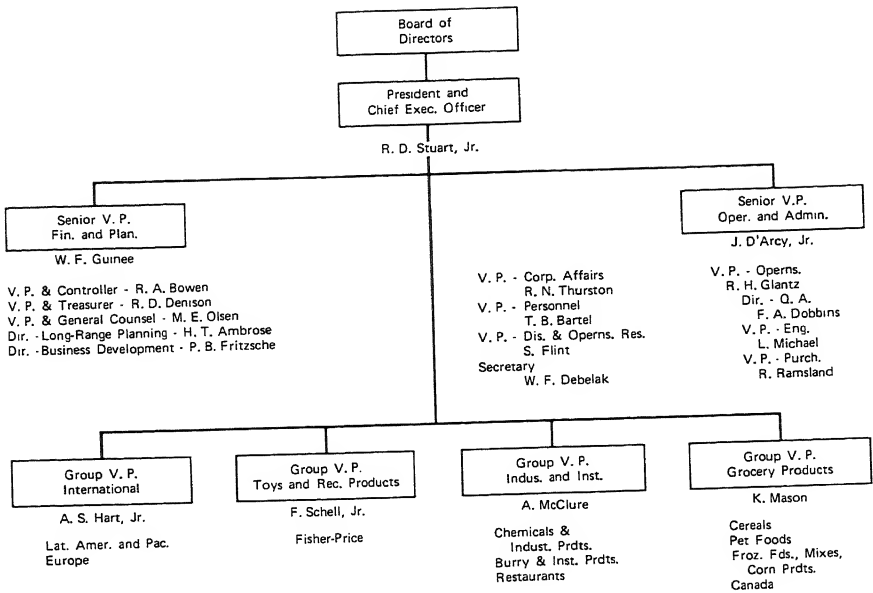 Board of
Directors
President and
Chief Exec. Officer
R. D. Stuart, Jr.
Senior V. P.
Fin. and Plan.
W. F. Guinee
V. P. & Controller - R. A. Bowen
V. P. & Treasurer - R. D. Denison
V. P. & General Counsel - M. E. Olsen
Dir. - Long-Range Planning - H. T. Ambrose
Dir. - Business Development - P. B. Fritzsche
V. P. - Corp. Affairs
R. N. Thurston
V. P. - Personnel
T. B. Bartel
V. P. - Dis. & Operns. Res.
S. Flint
Secretary
W. F. Debelak
Senior V.P.
Oper. and Admin.
J. D'Arcy, Jr.
V. P. - Operns.
R. H. Glantz
Dir. - Q. A.
F. A. Dobbins
V. P. - Eng.
L. Michael
V. P. - Purch.
R. Ramsland
Group V. P.
International
A. S. Hart, Jr.
Lat. Amer. and Pac.
Europe
Group V. P.
Toys and Rec. Products
F. Schell, Jr.
Fisher-Price
Group V. P.
Indus. and Inst.
A. McClure
Chemicals &
Indust. Prdts.
Burry & Inst. Prdts.
Restaurants
Group V. P.
Grocery Products
K. Mason
Cereals
Pet Foods
Froz. Fds., Mixes,
Corn Prdts.
Canada